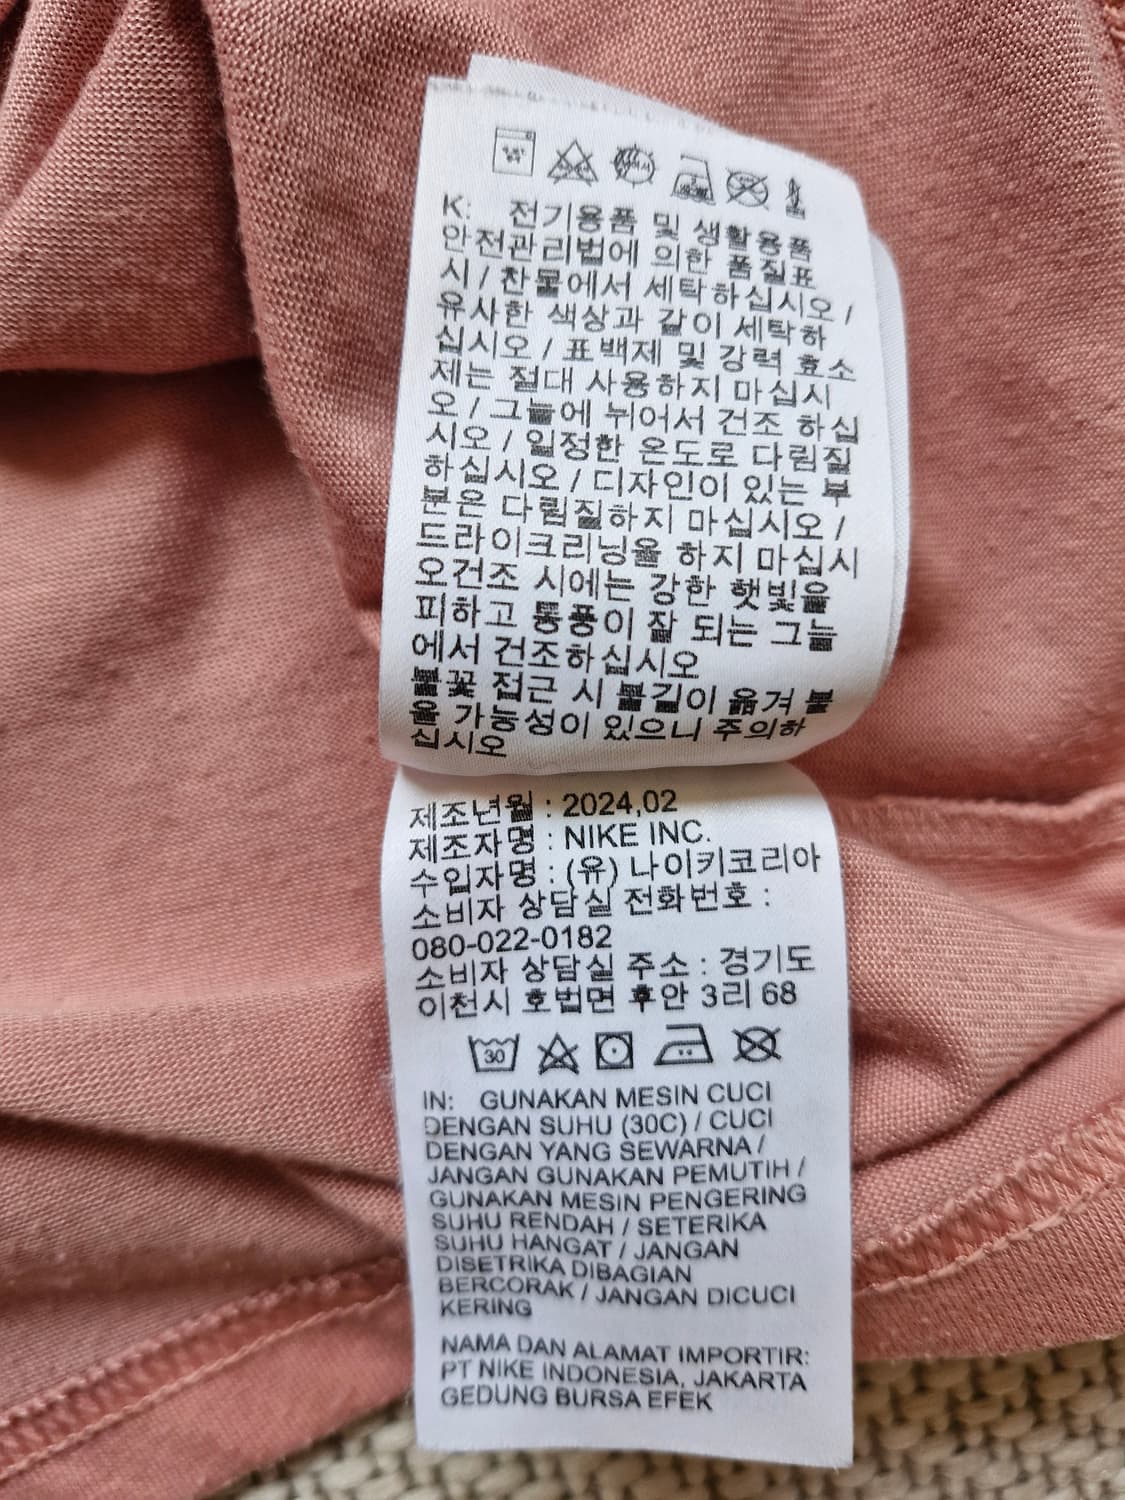 K: 전기용품 및 생활용품
안전관리법에 의한 품질표
시 / 찬물에서 세탁하십시오 /
유사한 색상과 같이 세탁하
십시오 / 표백제 및 강력 효소
제는 절대 사용하지 마십시
오 / 그늘에 뉘어서 건조 하십
시오 / 일정한 온도로 다림질
하십시오 / 디자인이 있는 부
분은 다림질하지 마십시오 /
드라이크리닝을 하지 마십시
오건조 시에는 강한 햇빛을
피하고 통풍이 잘 되는 그늘
에서 건조하십시오
불꽃 접근 시 불길이 옮겨 붙
을 가능성이 있으니 주의하
십시오
제조년월 : 2024,02
제조자명 : NIKE INC.
수입자명 : (유) 나이키코리아
소비자 상담실 전화번호 :
080-022-0182
소비자 상담실 주소 : 경기도
이천시 호법면 후안 3리 68
30
IN: GUNAKAN MESIN CUCI
DENGAN SUHU (30C) / CUCI
DENGAN YANG SEWARNA /
JANGAN GUNAKAN PEMUTIH /
GUNAKAN MESIN PENGERING
SUHU RENDAH / SETERIKA
SUHU HANGAT / JANGAN
DISETRIKA DIBAGIAN
BERCORAK / JANGAN DICUCI
KERING
NAMA DAN ALAMAT IMPORTIR:
PT NIKE INDONESIA, JAKARTA
GEDUNG BURSA EFEK